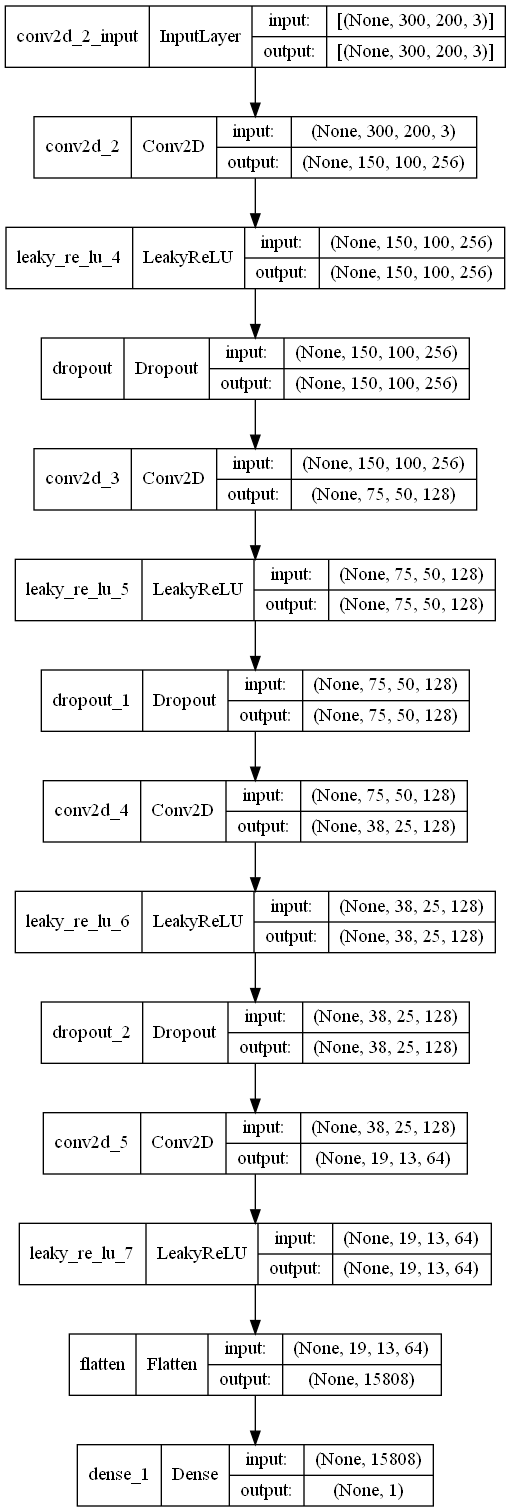 conv2d_2_input InputLayer input: [(None, 300, 200, 3)]
output: [(None, 300, 200, 3)]
conv2d_2 Conv2D input: (None, 300, 200, 3)
output: (None, 150, 100, 256)
leaky_re_lu_4 LeakyReLU input: (None, 150, 100, 256)
output: (None, 150, 100, 256)
dropout Dropout input: (None, 150, 100, 256)
output: (None, 150, 100, 256)
conv2d_3 Conv2D input: (None, 150, 100, 256)
output: (None, 75, 50, 128)
leaky_re_lu_5 LeakyReLU input: (None, 75, 50, 128)
output: (None, 75, 50, 128)
dropout_1 Dropout input: (None, 75, 50, 128)
output: (None, 75, 50, 128)
conv2d_4 Conv2D input: (None, 75, 50, 128)
output: (None, 38, 25, 128)
leaky_re_lu_6 LeakyReLU input: (None, 38, 25, 128)
output: (None, 38, 25, 128)
dropout_2 Dropout input: (None, 38, 25, 128)
output: (None, 38, 25, 128)
conv2d_5 Conv2D input: (None, 38, 25, 128)
output: (None, 19, 13, 64)
leaky_re_lu_7 LeakyReLU input: (None, 19, 13, 64)
output: (None, 19, 13, 64)
flatten Flatten input: (None, 19, 13, 64)
output: (None, 15808)
dense_1 Dense input: (None, 15808)
output: (None, 1)